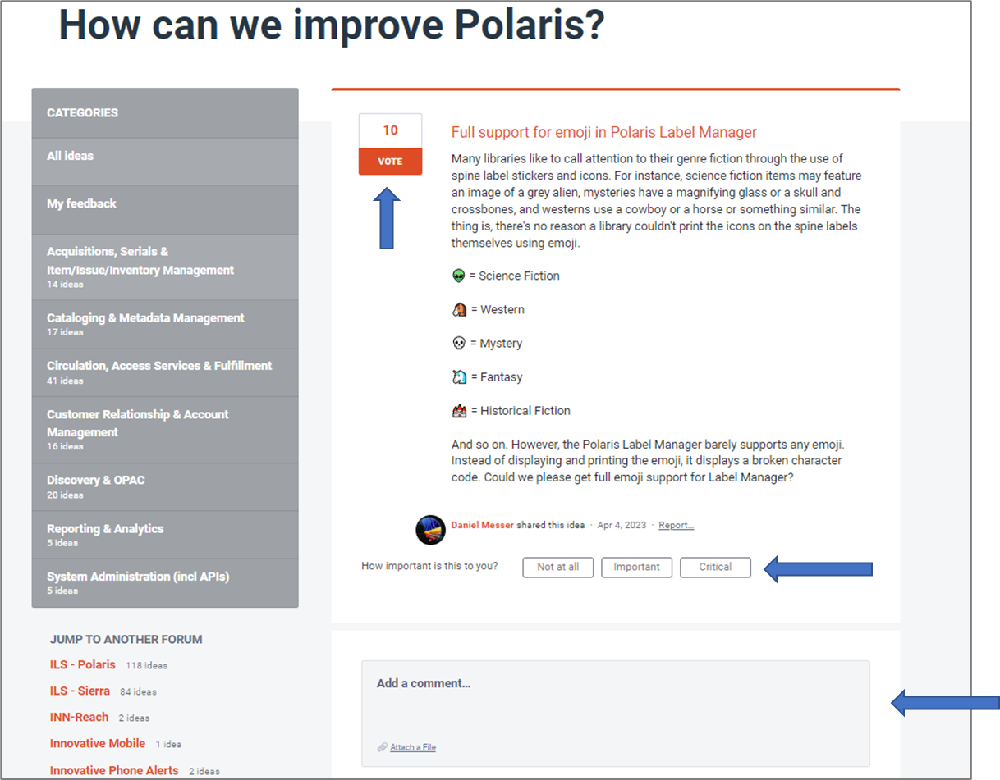 How can we improve Polaris?
CATEGORIES
All ideas
My feedback
Acquisitions, Serials &
Item/Issue/Inventory Management
14 ideas
Cataloging & Metadata Management
17 ideas
Circulation, Access Services & Fulfillment
41 ideas
Customer Relationship & Account
Management
16 ideas
Discovery & OPAC
20 ideas
Reporting & Analytics
5 ideas
System Administration (incl APIs)
5 ideas
JUMP TO ANOTHER FORUM
ILS - Polaris 118 ideas
ILS - Sierra 84 ideas
INN-Reach 2 ideas
Innovative Mobile 1 idea
Innovative Phone Alerts 2 ideas
10
VOTE
Full support for emoji in Polaris Label Manager
Many libraries like to call attention to their genre fiction through the use of
spine label stickers and icons. For instance, science fiction items may feature
an image of a grey alien, mysteries have a magnifying glass or a skull and
crossbones, and westerns use a cowboy or a horse or something similar. The
thing is, there's no reason a library couldn't print the icons on the spine labels
themselves using emoji.
👽 = Science Fiction
🐴 = Western
💀 = Mystery
🦄 = Fantasy
🏰 = Historical Fiction
And so on. However, the Polaris Label Manager barely supports any emoji.
Instead of displaying and printing the emoji, it displays a broken character
code. Could we please get full emoji support for Label Manager?
Daniel Messer shared this idea · Apr 4, 2023 · Report...
How important is this to you? Not at all Important Critical
Add a comment…
Attach a File